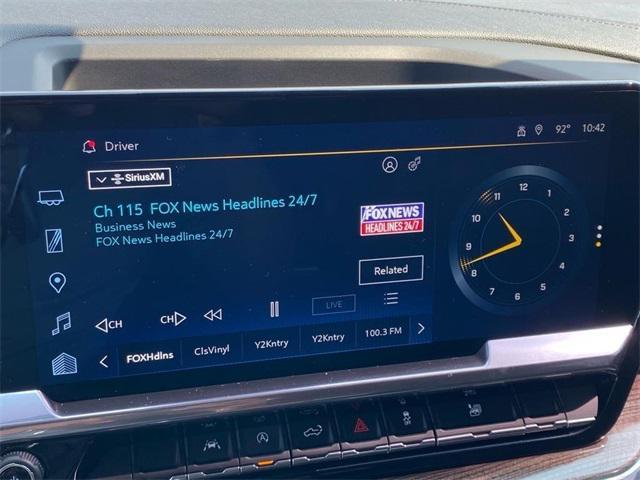 Driver
92° 10:42
SiriusXM
Ch 115 FOX News Headlines 24/7
Business News
FOX News Headlines 24/7
FOX NEWS
HEADLINES 24/7
Related
12
1
2
3
4
5
6
7
8
9
10
11
CH
CH
LIVE
FOXHdlns
ClsVinyl
Y2Kntry
Y2Kntry
100.3 FM